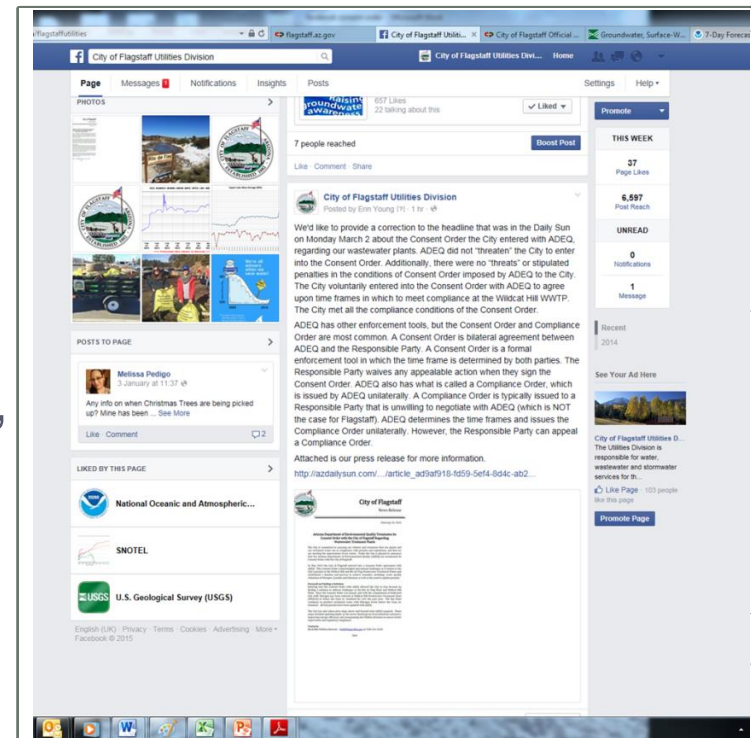 /flagstaffutilities
flagstaff.az.gov
City of Flagstaff Utiliti...
City of Flagstaff Official ...
Groundwater, Surface-W...
7-Day Forecas
City of Flagstaff Utilities Division
City of Flagstaff Utilities Divi...
Home
Page
Messages
Notifications
Insights
Posts
Settings
Help
PHOTOS
Raising
groundwater
awareness
657 Likes
22 talking about this
Liked
7 people reached
Boost Post
Like · Comment · Share
City of Flagstaff Utilities Division
Posted by Erin Young [?] · 1 hr ·
We'd like to provide a correction to the headline that was in the Daily Sun
on Monday March 2 about the Consent Order the City entered with ADEQ,
regarding our wastewater plants. ADEQ did not "threaten" the City to enter
into the Consent Order. Additionally, there were no "threats" or stipulated
penalties in the conditions of Consent Order imposed by ADEQ to the City.
The City voluntarily entered into the Consent Order with ADEQ to agree
upon time frames in which to meet compliance at the Wildcat Hill WWTP.
The City met all the compliance conditions of the Consent Order.
ADEQ has other enforcement tools, but the Consent Order and Compliance
Order are most common. A Consent Order is bilateral agreement between
ADEQ and the Responsible Party. A Consent Order is a formal
enforcement tool in which the time frame is determined by both parties. The
Responsible Party waives any appealable action when they sign the
Consent Order. ADEQ also has what is called a Compliance Order, which
is issued by ADEQ unilaterally. A Compliance Order is typically issued to a
Responsible Party that is unwilling to negotiate with ADEQ (which is NOT
the case for Flagstaff). ADEQ determines the time frames and issues the
Compliance Order unilaterally. However, the Responsible Party can appeal
a Compliance Order.
Attached is our press release for more information.
http://azdailysun.com/.../article_ad9af918-fd59-5ef4-8d4c-ab2...
City of Flagstaff
News Release
POSTS TO PAGE
Melissa Pedigo
3 January at 11:37
Any info on when Christmas Trees are being picked
up? Mine has been ... See More
Like · Comment
2
LIKED BY THIS PAGE
National Oceanic and Atmospheric...
SNOTEL
USGS
U.S. Geological Survey (USGS)
English (UK) · Privacy · Terms · Cookies · Advertising · More
Facebook © 2015
Promote
THIS WEEK
37
Page Likes
6,597
Post Reach
UNREAD
0
Notifications
1
Message
Recent
2014
See Your Ad Here
City of Flagstaff Utilities D...
The Utilities Division is
responsible for water,
wastewater and stormwater
services for th...
Like Page · 103 people
like this page
Promote Page